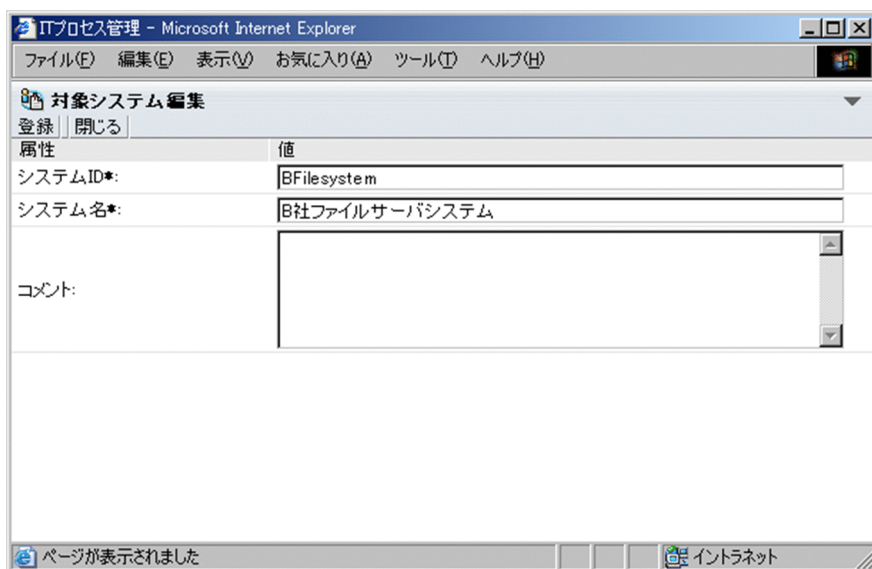 ITプロセス管理 - Microsoft Internet Explorer
ファイル(F) 編集(E) 表示(V) お気に入り(A) ツール(T) ヘルプ(H)
対象システム編集
登録 閉じる
属性 値
システムID*: BFilesystem
システム名*: B社ファイルサーバシステム
コメント:
ページが表示されました イントラネット